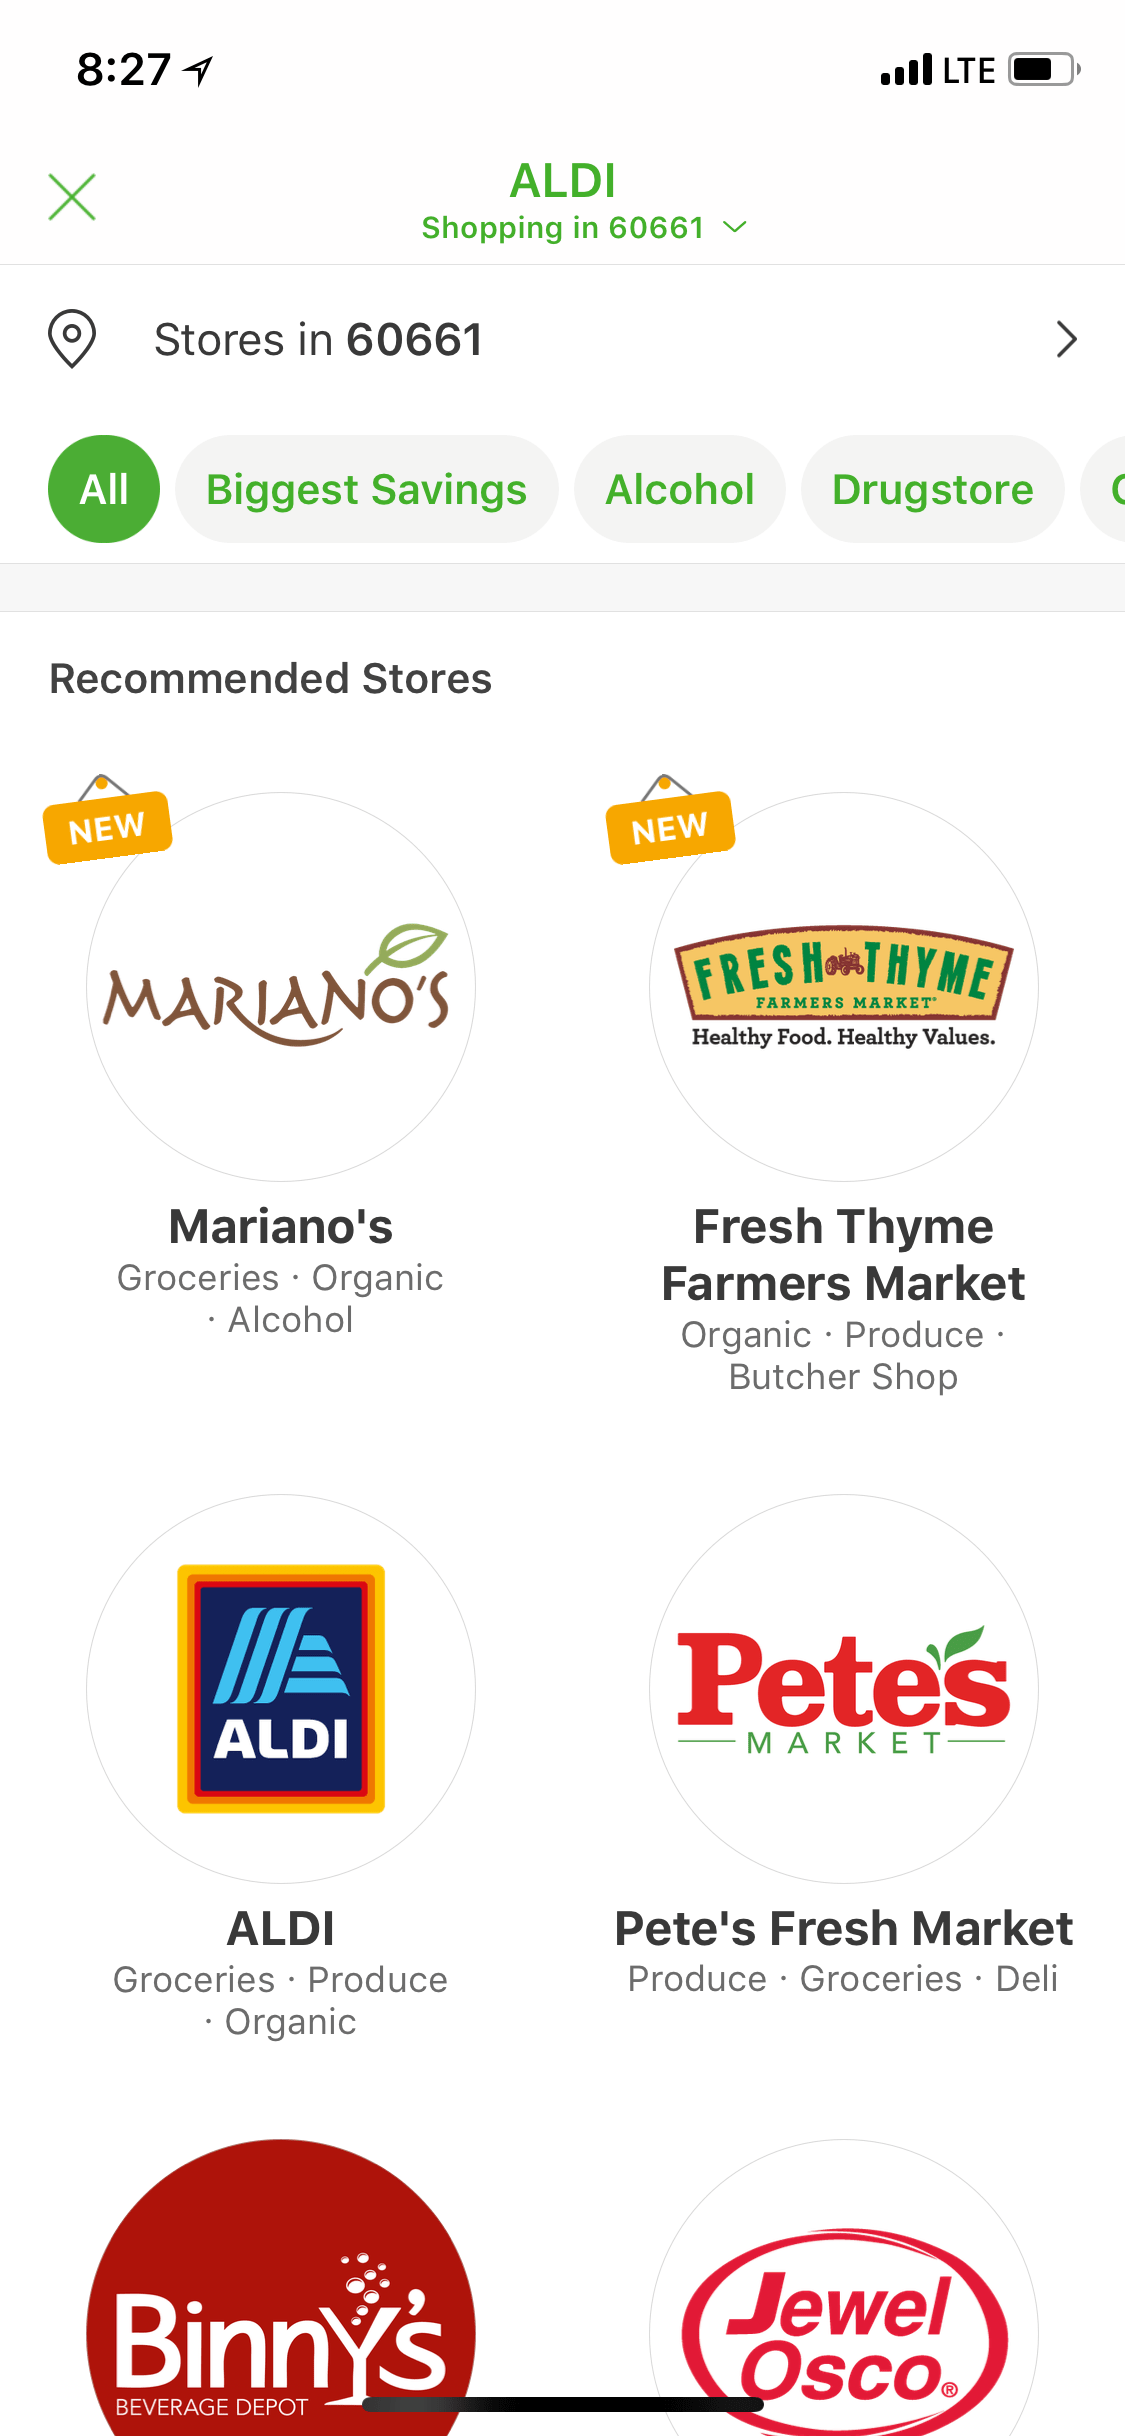 8:27
LTE
ALDI
Shopping in 60661
Stores in 60661
All
Biggest Savings
Alcohol
Drugstore
Recommended Stores
NEW
NEW
MARIANO'S
FRESH THYME
FARMERS MARKET
Healthy Food. Healthy Values.
Mariano's
Groceries · Organic
· Alcohol
Fresh Thyme
Farmers Market
Organic · Produce ·
Butcher Shop
ALDI
Pete's
MARKET
ALDI
Groceries · Produce
· Organic
Pete's Fresh Market
Produce · Groceries · Deli
BinnY's
BEVERAGE DEPOT
Jewel
Osco®